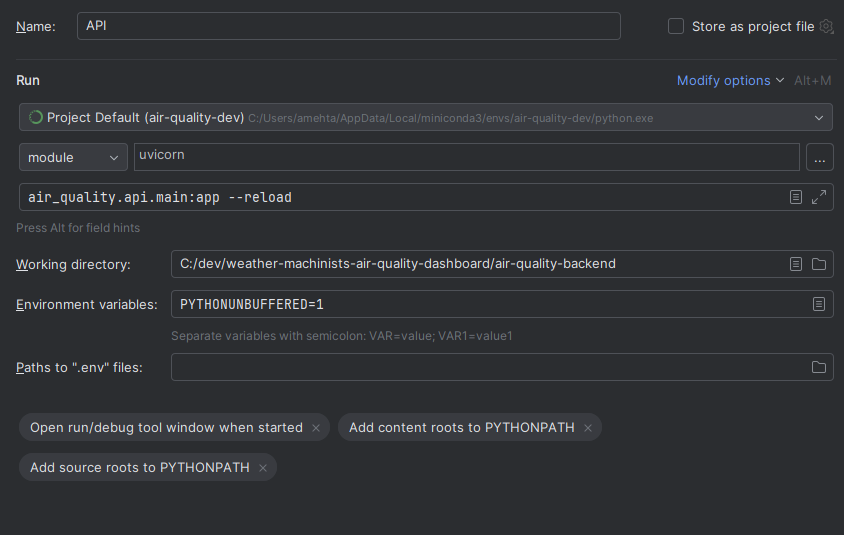 Name: API Store as project file
Run Modify options Alt+M
Project Default (air-quality-dev) C:/Users/amehta/AppData/Local/miniconda3/envs/air-quality-dev/python.exe
module uvicorn ...
air_quality.api.main:app --reload
Press Alt for field hints
Working directory: C:/dev/weather-machinists-air-quality-dashboard/air-quality-backend
Environment variables: PYTHONUNBUFFERED=1
Separate variables with semicolon: VAR=value; VAR1=value1
Paths to ".env" files:
Open run/debug tool window when started × Add content roots to PYTHONPATH ×
Add source roots to PYTHONPATH ×